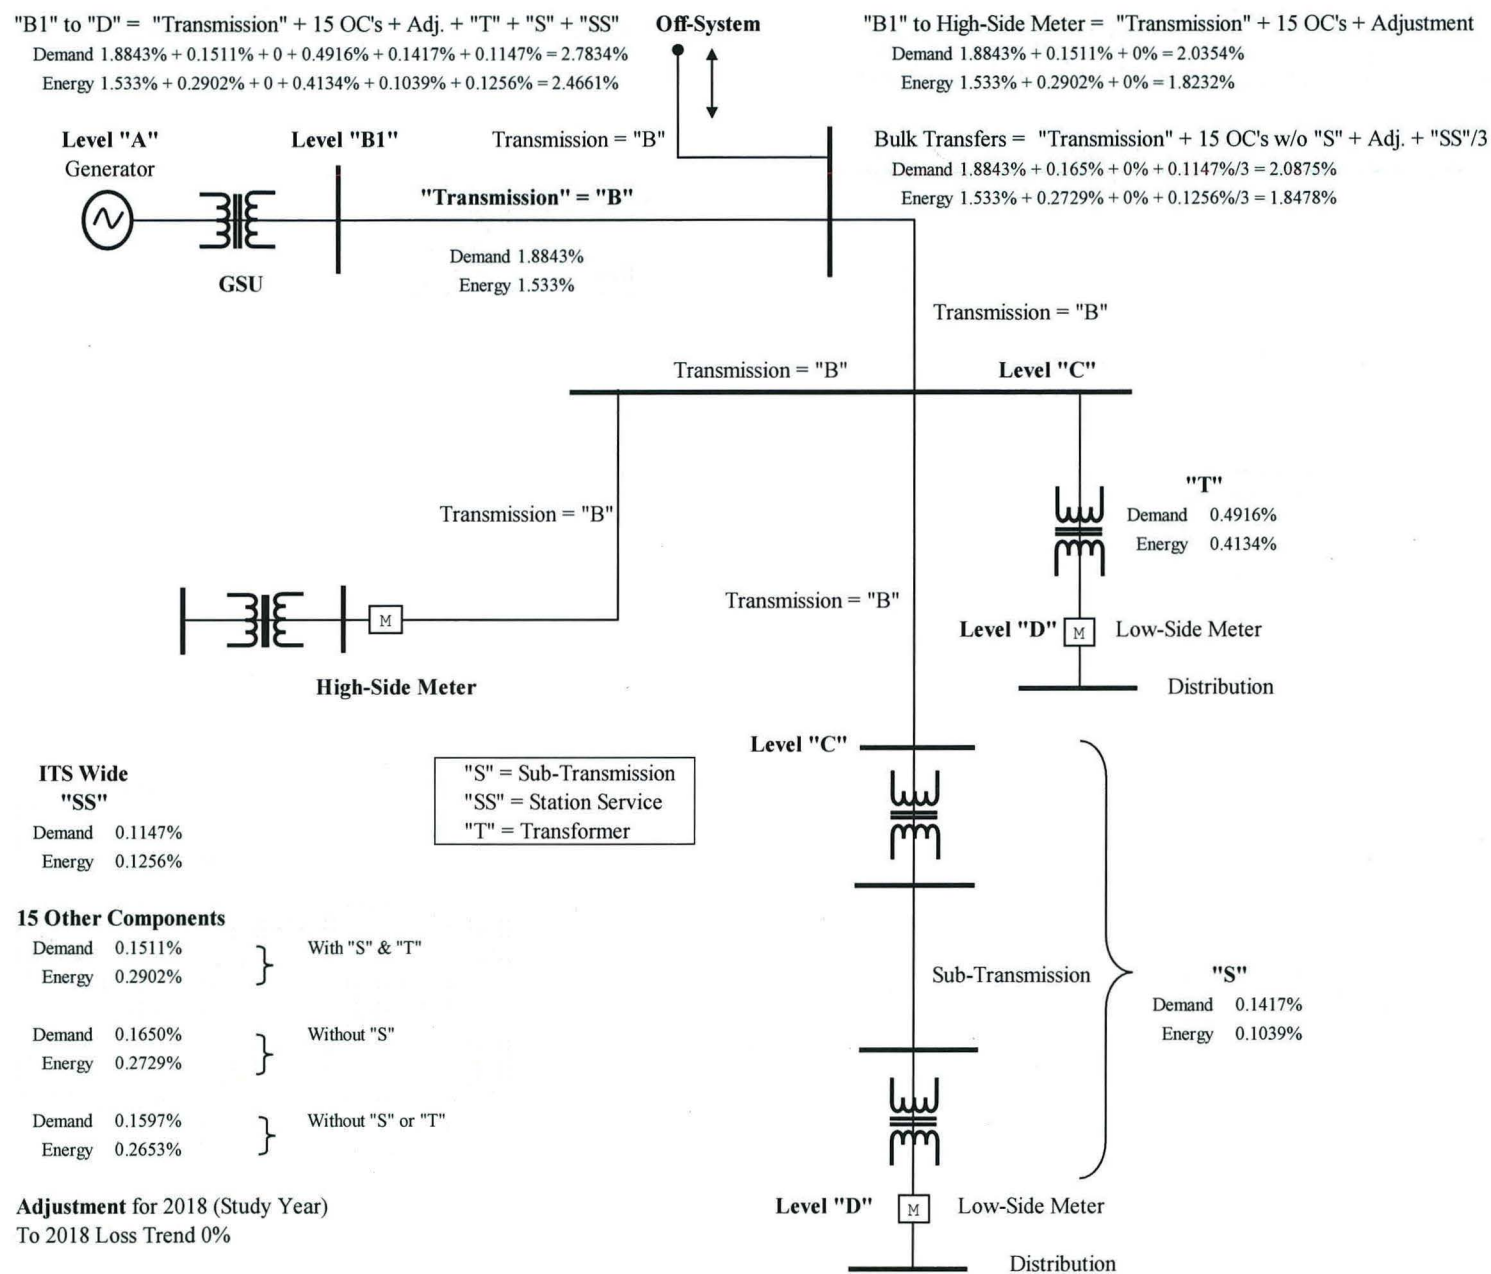 "B1" to "D" = "Transmission" + 15 OC's + Adj. + "T" + "S" + "SS"
Demand 1.8843% + 0.1511% + 0 + 0.4916% + 0.1417% + 0.1147% = 2.7834%
Energy 1.533% + 0.2902% + 0 + 0.4134% + 0.1039% + 0.1256% = 2.4661%
Off-System
"B1" to High-Side Meter = "Transmission" + 15 OC's + Adjustment
Demand 1.8843% + 0.1511% + 0% = 2.0354%
Energy 1.533% + 0.2902% + 0% = 1.8232%
Bulk Transfers = "Transmission" + 15 OC's w/o "S" + Adj. + "SS"/3
Demand 1.8843% + 0.165% + 0% + 0.1147%/3 = 2.0875%
Energy 1.533% + 0.2729% + 0% + 0.1256%/3 = 1.8478%
Level "A"
Generator
Level "B1"
Transmission = "B"
"Transmission" = "B"
GSU
Demand 1.8843%
Energy 1.533%
Transmission = "B"
Transmission = "B"
Level "C"
Transmission = "B"
"T"
Demand 0.4916%
Energy 0.4134%
Transmission = "B"
M
High-Side Meter
Level "D"
M
Low-Side Meter
Distribution
Level "C"
ITS Wide
"SS"
Demand 0.1147%
Energy 0.1256%
"S" = Sub-Transmission
"SS" = Station Service
"T" = Transformer
15 Other Components
Demand 0.1511%
Energy 0.2902%
With "S" & "T"
Demand 0.1650%
Energy 0.2729%
Without "S"
Demand 0.1597%
Energy 0.2653%
Without "S" or "T"
Sub-Transmission
"S"
Demand 0.1417%
Energy 0.1039%
Adjustment for 2018 (Study Year)
To 2018 Loss Trend 0%
Level "D"
M
Low-Side Meter
Distribution